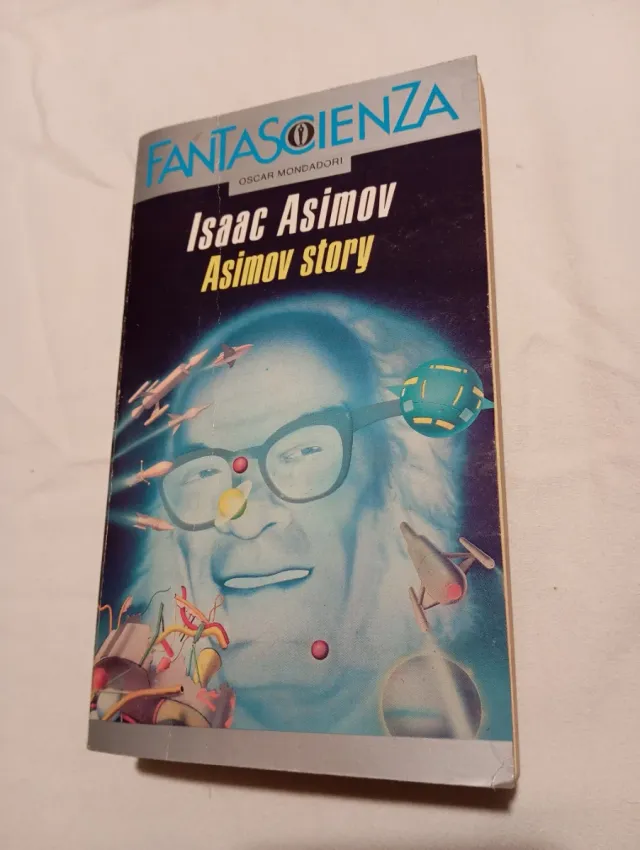 FANTASCIENZA
OSCAR MONDADORI
Isaac Asimov
Asimov story